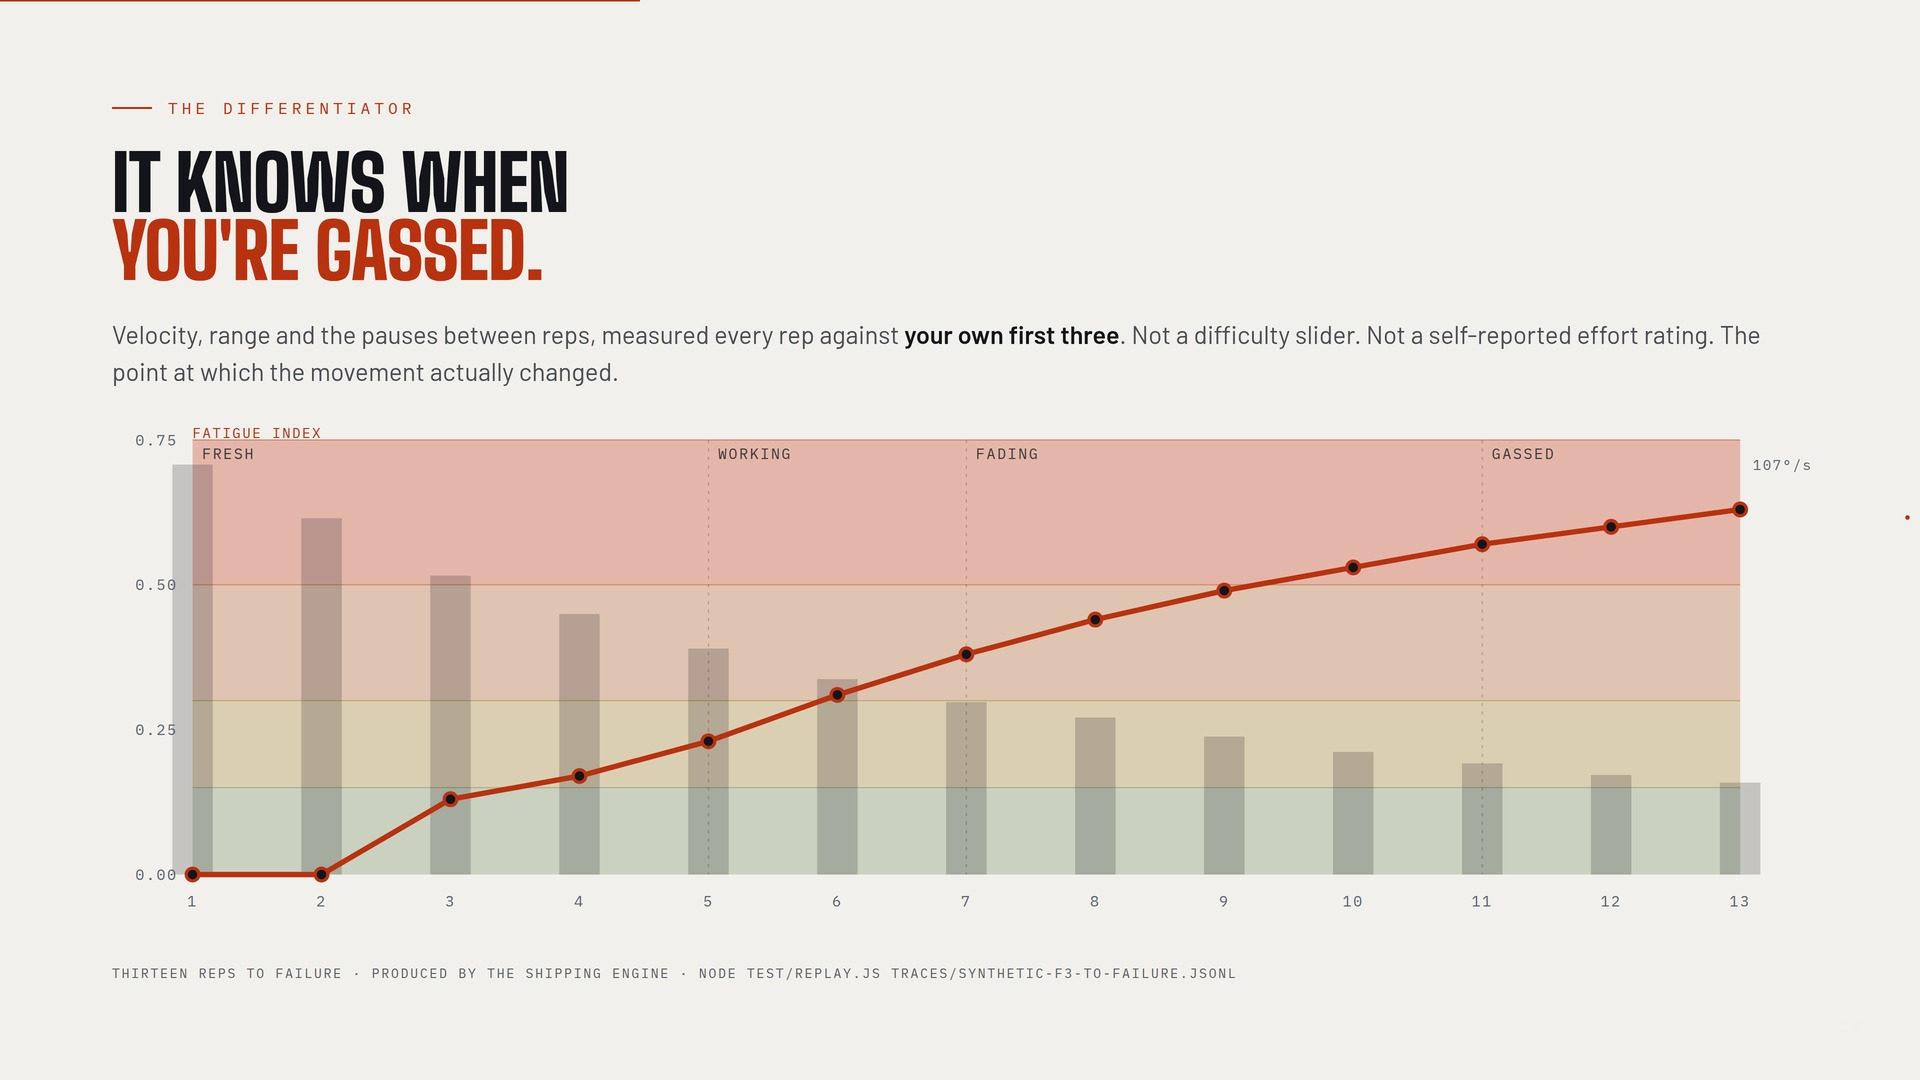 THE DIFFERENTIATOR
IT KNOWS WHEN
YOU'RE GASSED.
Velocity, range and the pauses between reps, measured every rep against your own first three. Not a difficulty slider. Not a self-reported effort rating. The
point at which the movement actually changed.
FATIGUE INDEX
0.75
FRESH WORKING FADING GASSED
107°/s
0.50
0.25
0.00
1 2 3 4 5 6 7 8 9 10 11 12 13
THIRTEEN REPS TO FAILURE · PRODUCED BY THE SHIPPING ENGINE · NODE TEST/REPLAY.JS TRACES/SYNTHETIC-F3-TO-FAILURE.JSONL